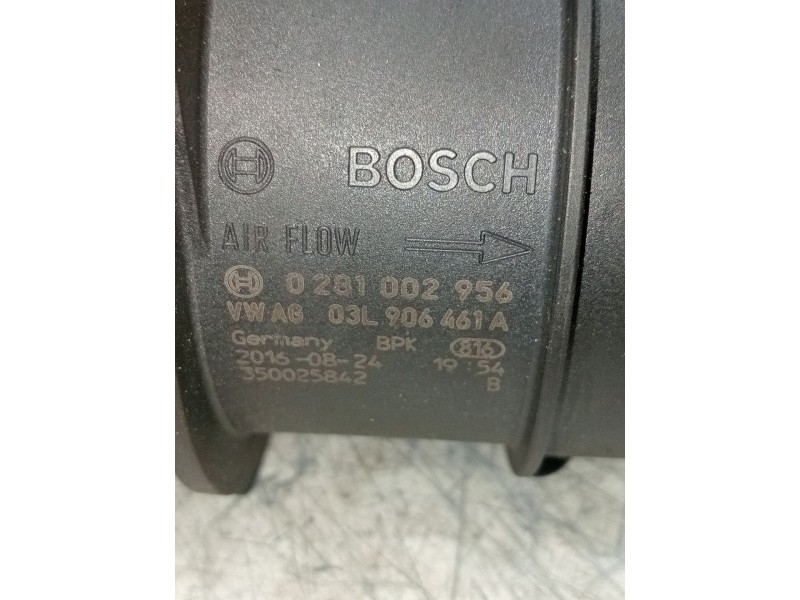 BOSCH
AIR FLOW
0 281 002 956
VW AG 03L 906 461 A
Germany BPK 816
2016-08-24 19:54
350025842 B